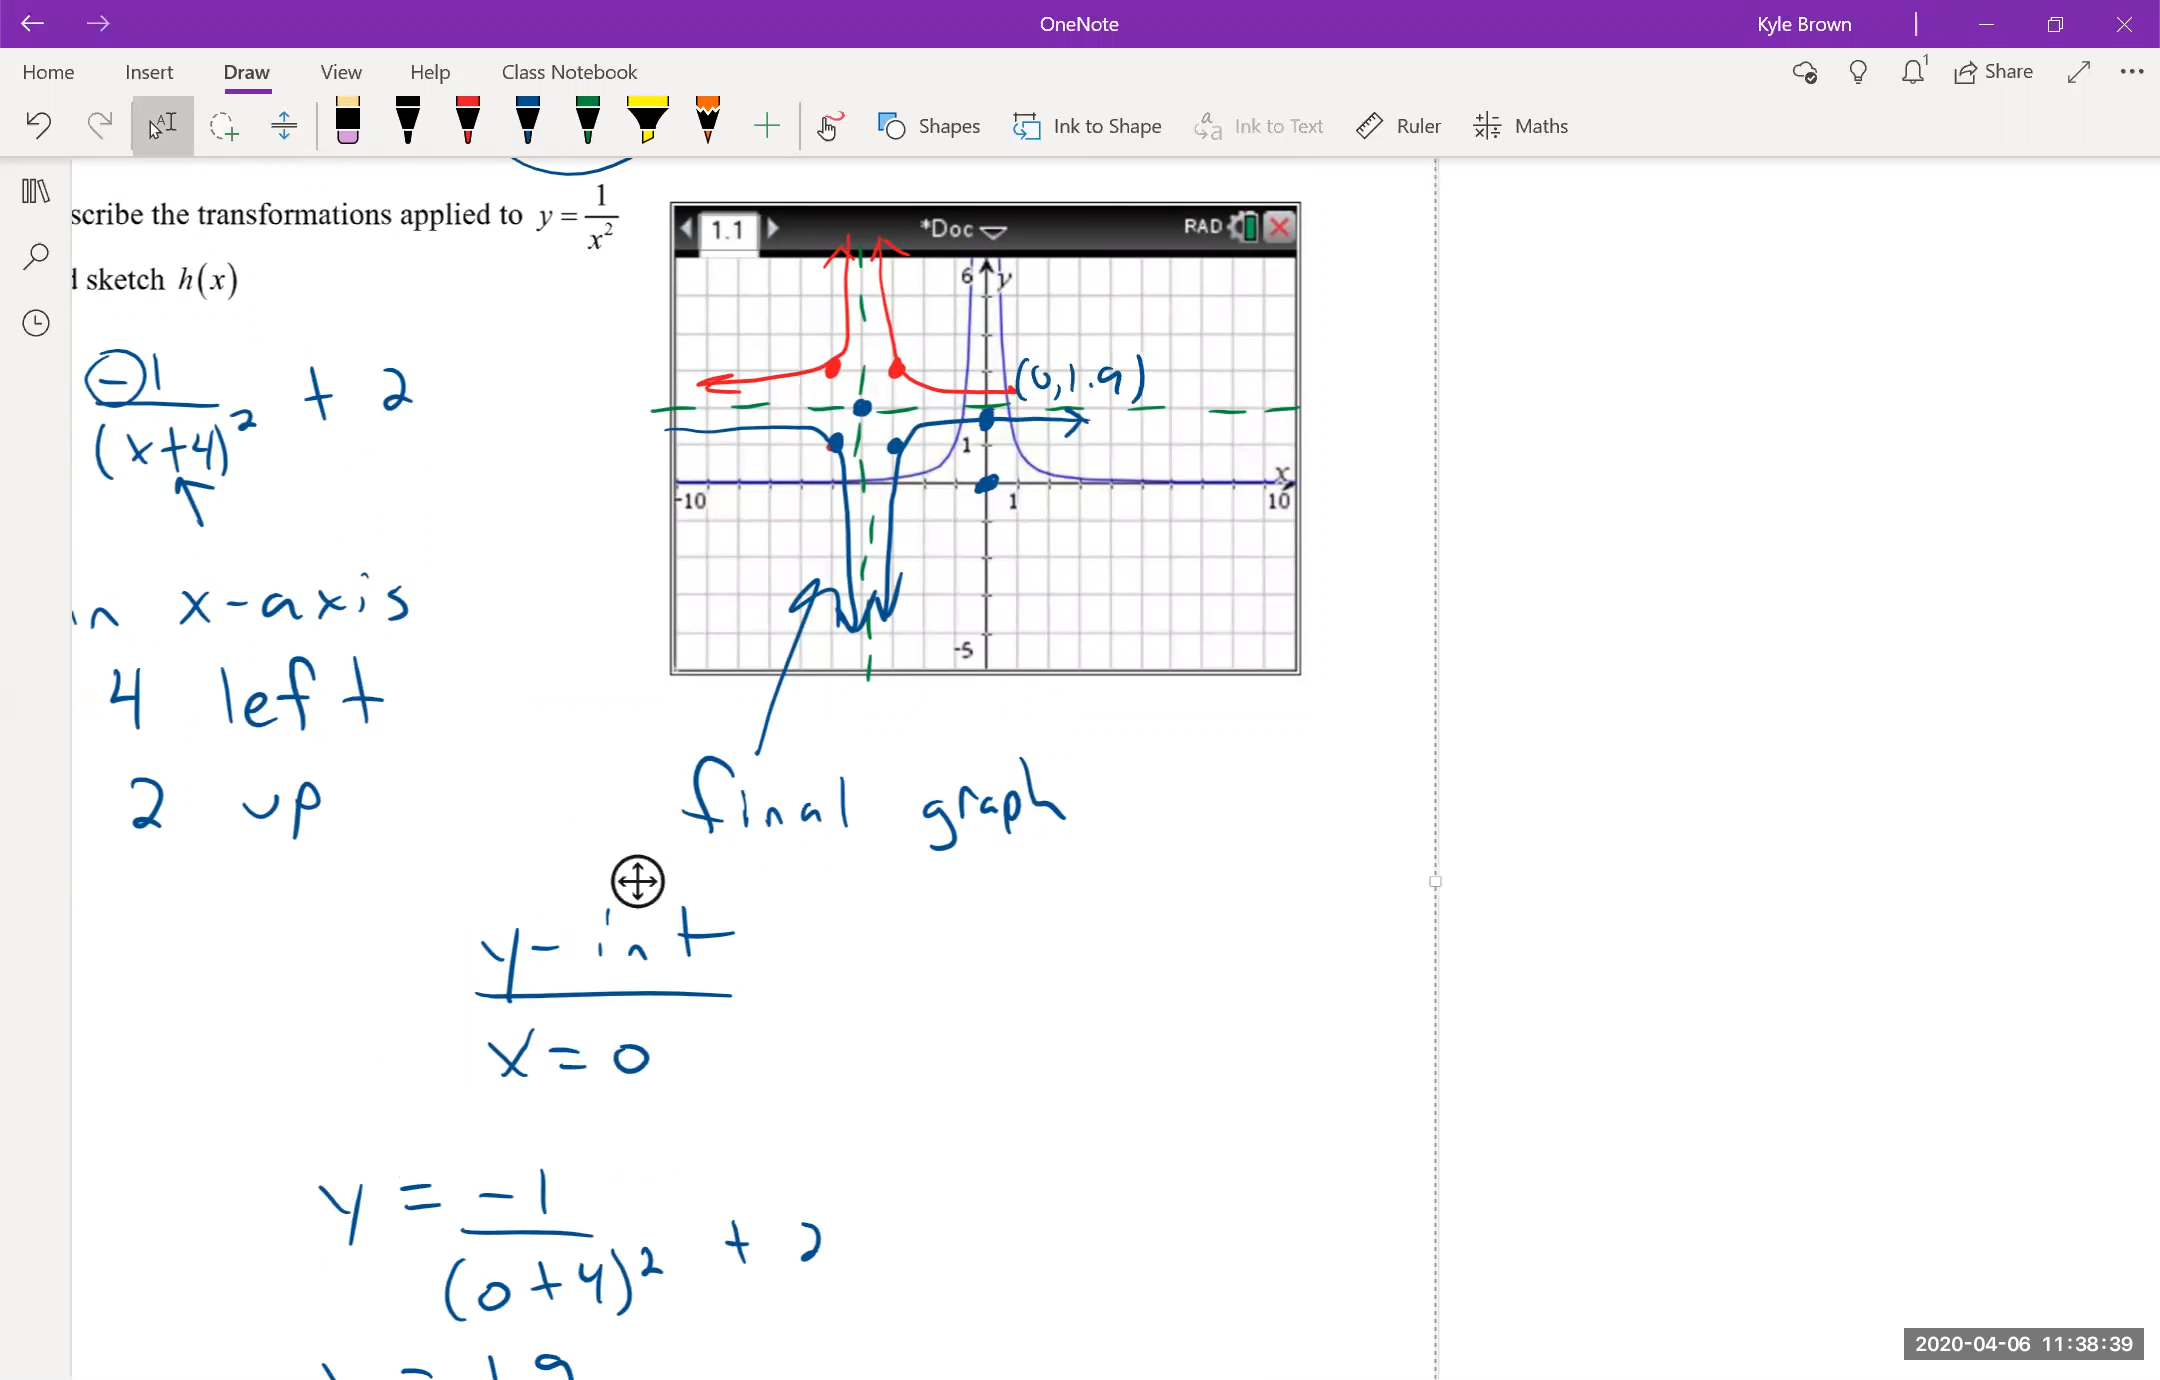 OneNote
Kyle Brown
Home Insert Draw View Help Class Notebook
1 Share
Shapes Ink to Shape Ink to Text Ruler Maths
scribe the transformations applied to y = 1/x²
d sketch h(x)
-1/(x+4)² + 2
in x-axis
4 left
2 up
1.1 *Doc RAD
6 y
(0, 1.9)
1
x
-10 1 10
-5
final graph
y-int
x = 0
y = -1/(0+4)² + 2
2020-04-06 11:38:39